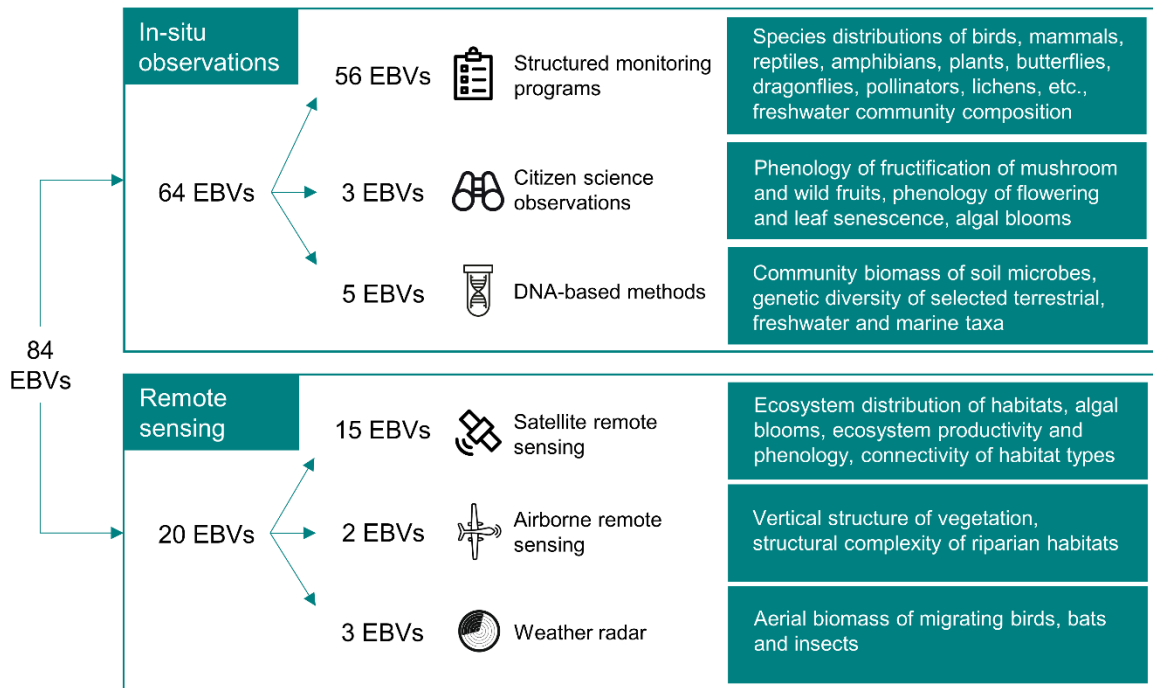 In-situ
observations
56 EBVs
Structured monitoring
programs
Species distributions of birds, mammals,
reptiles, amphibians, plants, butterflies,
dragonflies, pollinators, lichens, etc.,
freshwater community composition
64 EBVs
3 EBVs
Citizen science
observations
Phenology of fructification of mushroom
and wild fruits, phenology of flowering
and leaf senescence, algal blooms
5 EBVs
DNA-based methods
Community biomass of soil microbes,
genetic diversity of selected terrestrial,
freshwater and marine taxa
84
EBVs
Remote
sensing
15 EBVs
Satellite remote
sensing
Ecosystem distribution of habitats, algal
blooms, ecosystem productivity and
phenology, connectivity of habitat types
20 EBVs
2 EBVs
Airborne remote
sensing
Vertical structure of vegetation,
structural complexity of riparian habitats
3 EBVs
Weather radar
Aerial biomass of migrating birds, bats
and insects